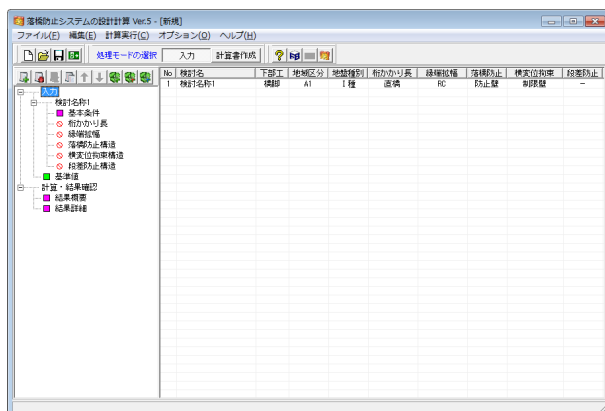 落橋防止システムの設計計算 Ver.5 - [新規]
ファイル(F) 編集(E) 計算実行(C) オプション(O) ヘルプ(H)
処理モードの選択 入力 計算書作成
No 検討名 下部工 地域区分 地盤種別 桁かかり長 縁端拡幅 落橋防止 横変位拘束 段差防止
1 検討名称1 橋脚 A1 Ⅰ種 直橋 RC 防止壁 制限壁 －
入力
検討名称1
基本条件
桁かかり長
縁端拡幅
落橋防止構造
横変位拘束構造
段差防止構造
基準値
計算・結果確認
結果概要
結果詳細